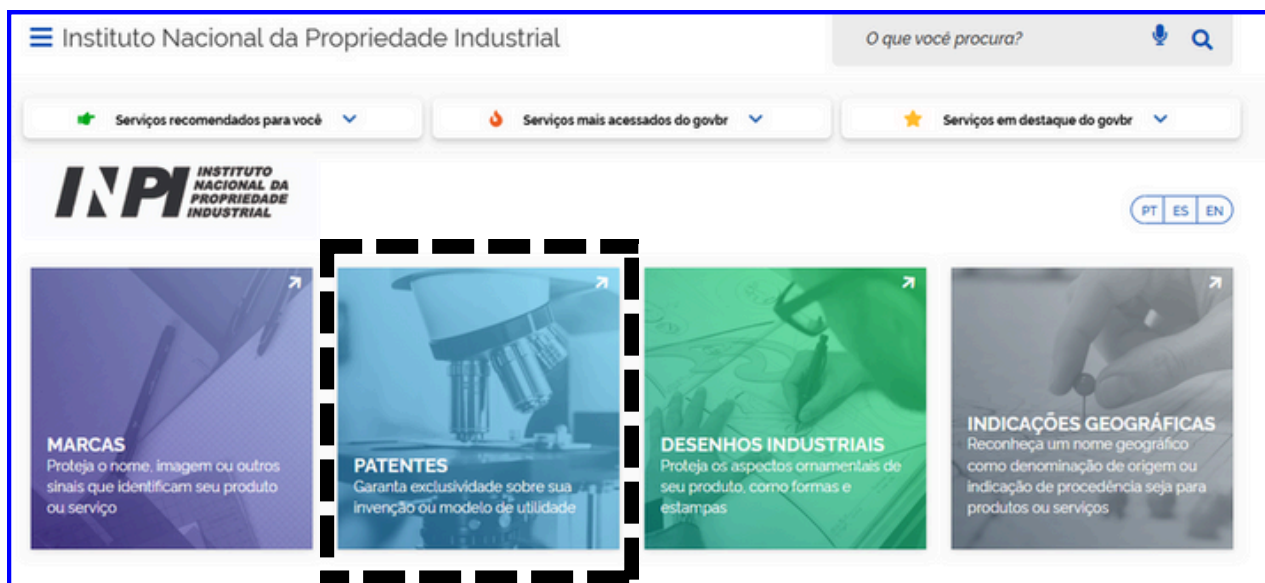 Instituto Nacional da Propriedade Industrial
O que você procura?
Serviços recomendados para você
Serviços mais acessados do govbr
Serviços em destaque do govbr
INPI
INSTITUTO
NACIONAL DA
PROPRIEDADE
INDUSTRIAL
PT ES EN
MARCAS
Proteja o nome, imagem ou outros
sinais que identificam seu produto
ou serviço
PATENTES
Garanta exclusividade sobre sua
invenção ou modelo de utilidade
DESENHOS INDUSTRIAIS
Proteja os aspectos ornamentais de
seu produto, como formas e
estampas
INDICAÇÕES GEOGRÁFICAS
Reconheça um nome geográfico
como denominação de origem ou
indicação de procedência seja para
produtos ou serviços